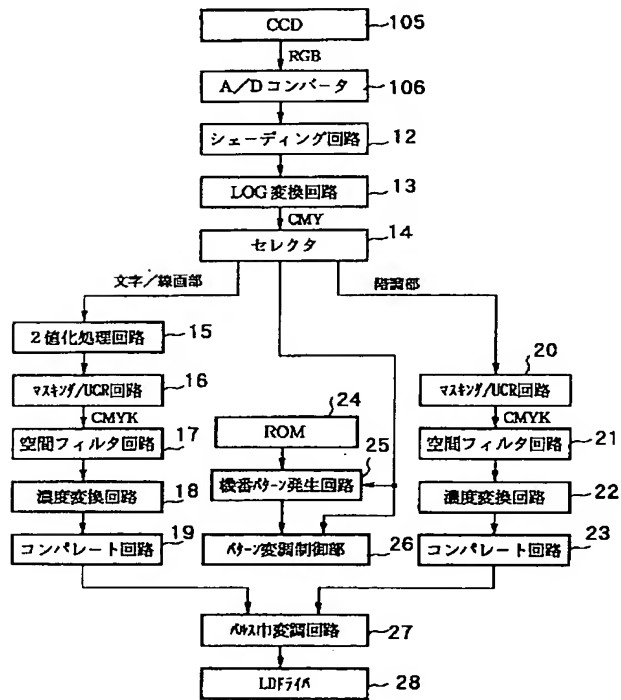 CCD
105
RGB
A/Dコンバータ
106
シェーディング回路
12
LOG変換回路
13
CMY
14
セレクタ
文字/線画部
階調部
2値化処理回路
15
20
マスキング/UCR回路
16
マスキング/UCR回路
24
CMYK
ROM
CMYK
空間フィルタ回路
17
25
空間フィルタ回路
21
機番パターン発生回路
濃度変換回路
18
濃度変換回路
22
コンパレート回路
19
パターン変調制御部
26
コンパレート回路
23
パルス巾変調回路
27
LDドライバ
28